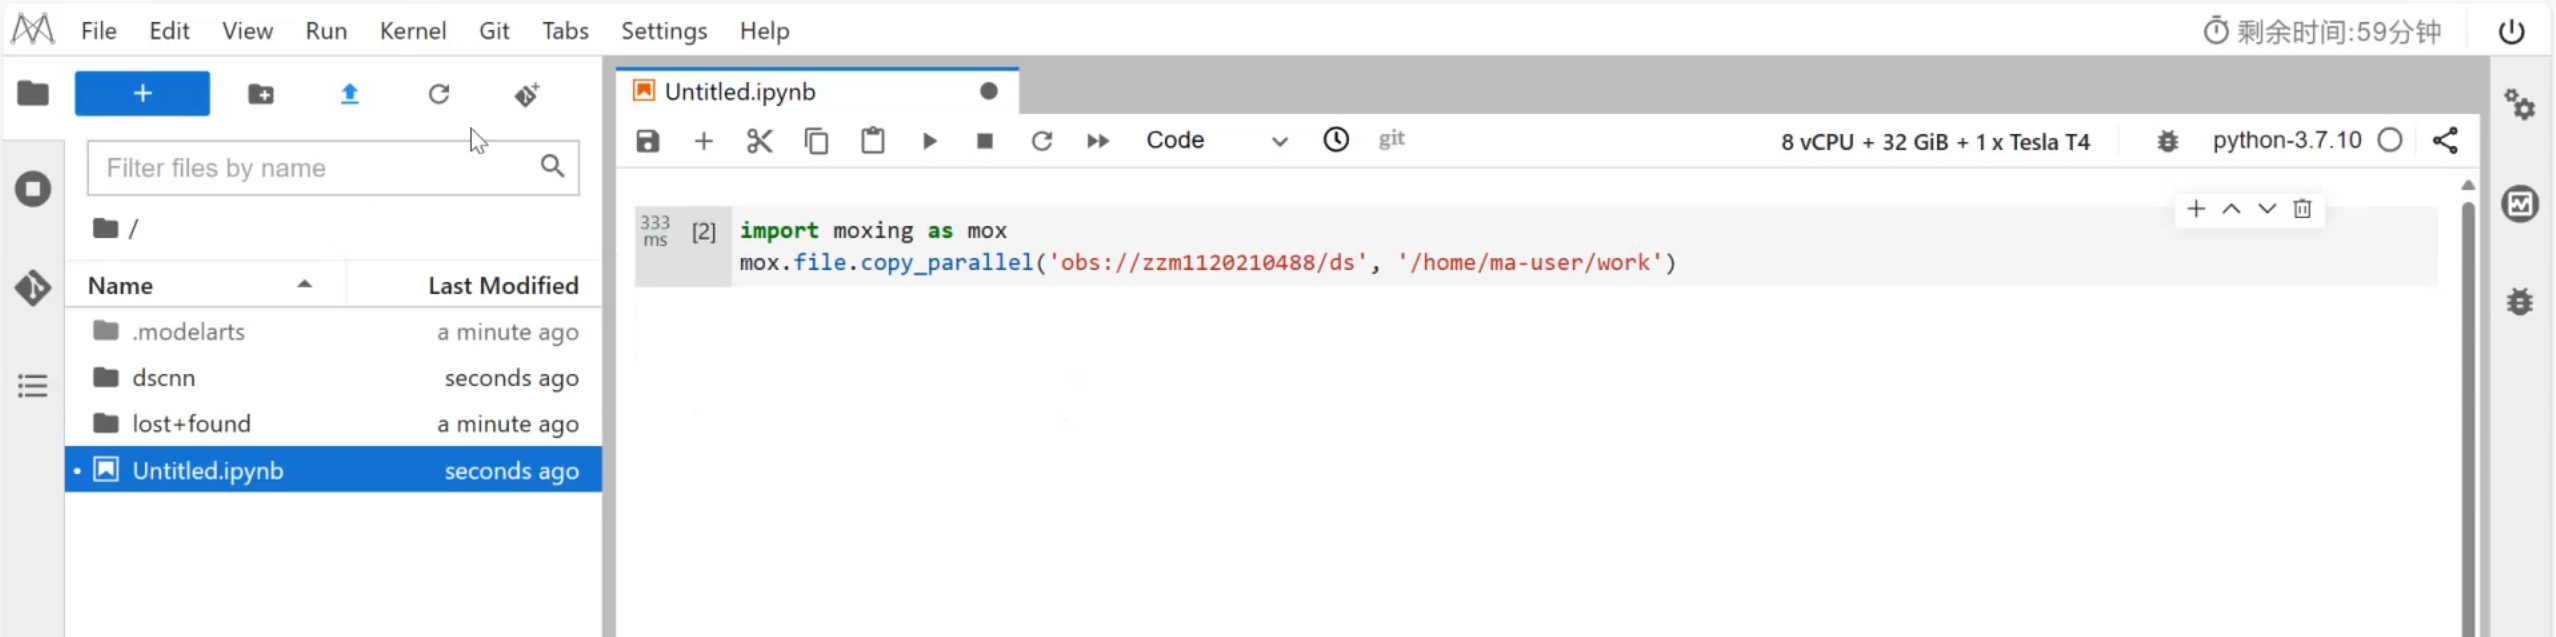 File Edit View Run Kernel Git Tabs Settings Help
剩余时间:59分钟
Untitled.ipynb
Code
git
8 vCPU + 32 GiB + 1 x Tesla T4
python-3.7.10
Filter files by name
/
Name Last Modified
.modelarts a minute ago
dscnn seconds ago
lost+found a minute ago
Untitled.ipynb seconds ago
333
ms
[2]
import moxing as mox
mox.file.copy_parallel('obs://zzm1120210488/ds', '/home/ma-user/work')